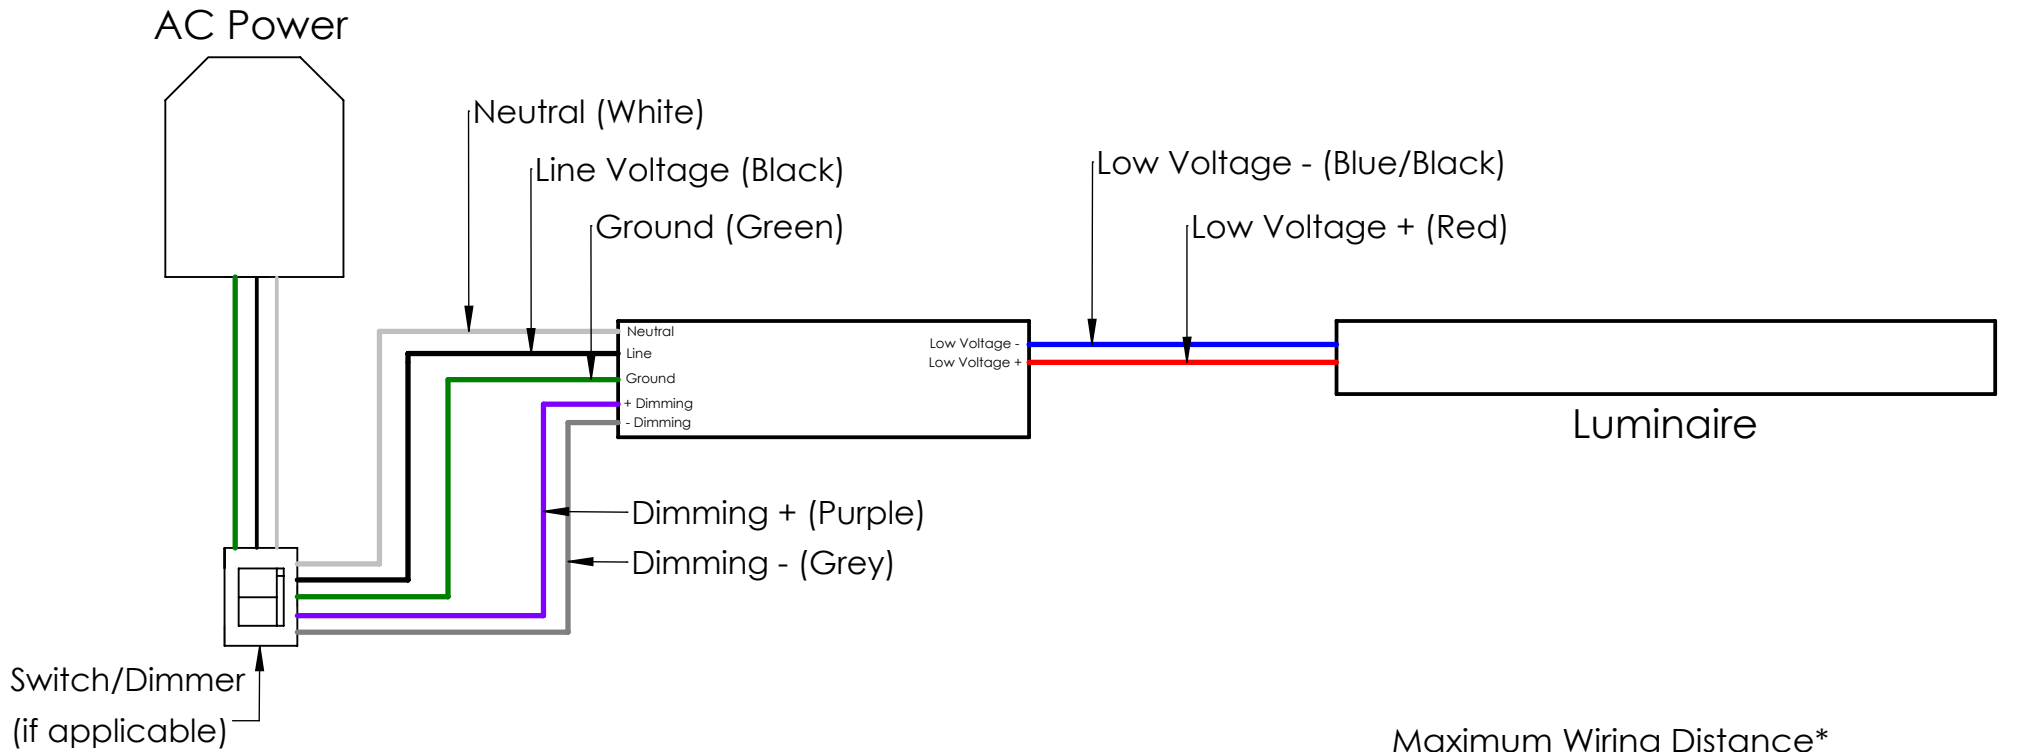 AC Power
Neutral (White)
Line Voltage (Black)
Ground (Green)
Low Voltage - (Blue/Black)
Low Voltage + (Red)
Neutral
Line
Ground
+ Dimming
- Dimming
Low Voltage -
Low Voltage +
Luminaire
Dimming + (Purple)
Dimming - (Grey)
Switch/Dimmer
(if applicable)
Maximum Wiring Distance*